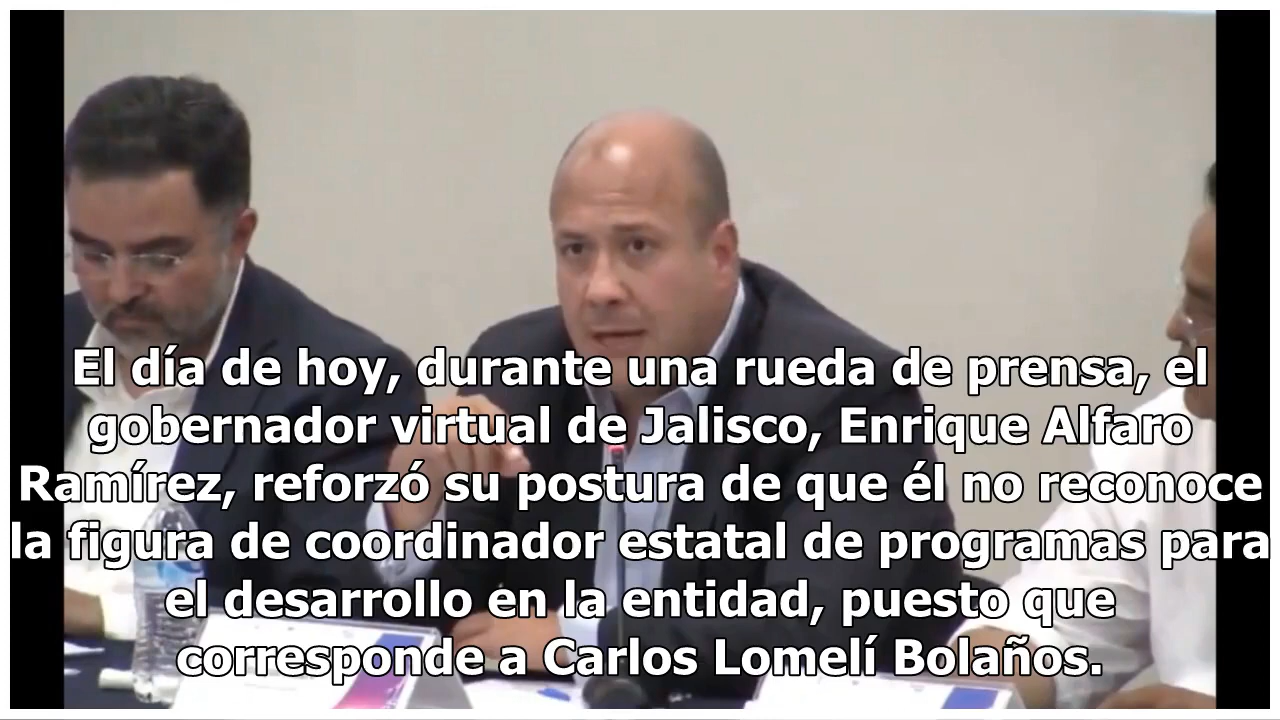 El día de hoy, durante una rueda de prensa, el
gobernador virtual de Jalisco, Enrique Alfaro
Ramírez, reforzó su postura de que él no reconoce
la figura de coordinador estatal de programas para
el desarrollo en la entidad, puesto que
corresponde a Carlos Lomelí Bolaños.